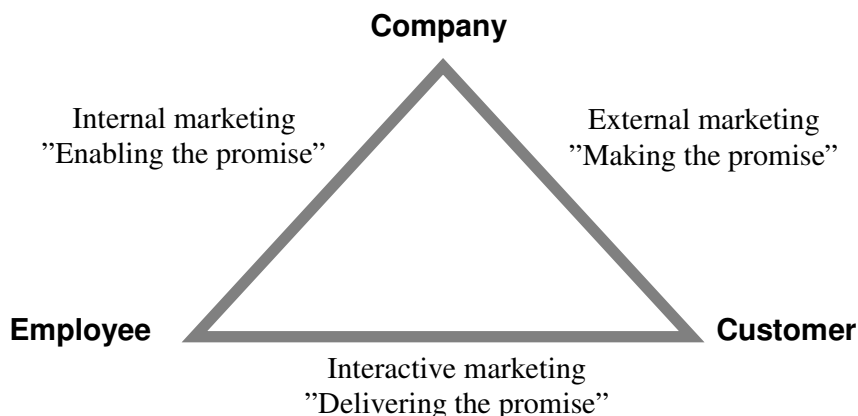 Company
Internal marketing
”Enabling the promise”
External marketing
”Making the promise”
Employee
Customer
Interactive marketing
”Delivering the promise”